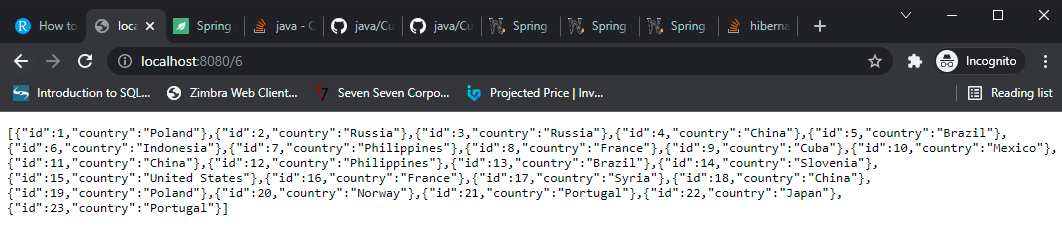 How to
loca
Spring
java - C
java/Cu
java/Cu
Spring
Spring
Spring
hiberna
localhost:8080/6
Incognito
Introduction to SQL...
Zimbra Web Client...
Seven Seven Corpo...
Projected Price | Inv...
Reading list
[{"id":1,"country":"Poland"},{"id":2,"country":"Russia"},{"id":3,"country":"Russia"},{"id":4,"country":"China"},{"id":5,"country":"Brazil"},
{"id":6,"country":"Indonesia"},{"id":7,"country":"Philippines"},{"id":8,"country":"France"},{"id":9,"country":"Cuba"},{"id":10,"country":"Mexico"},
{"id":11,"country":"China"},{"id":12,"country":"Philippines"},{"id":13,"country":"Brazil"},{"id":14,"country":"Slovenia"},
{"id":15,"country":"United States"},{"id":16,"country":"France"},{"id":17,"country":"Syria"},{"id":18,"country":"China"},
{"id":19,"country":"Poland"},{"id":20,"country":"Norway"},{"id":21,"country":"Portugal"},{"id":22,"country":"Japan"},
{"id":23,"country":"Portugal"}]